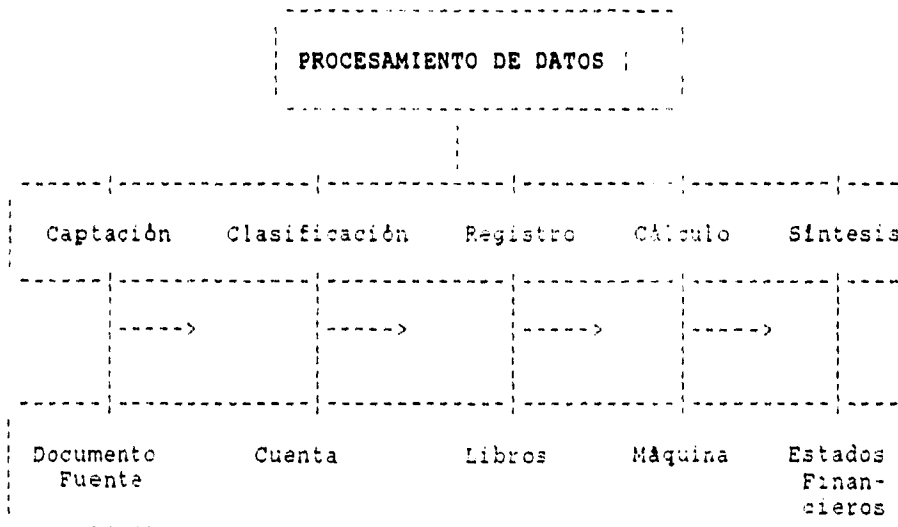 PROCESAMIENTO DE DATOS
Captación Clasificación Registro Cálculo Síntesis
Documento Cuenta Libros Máquina Estados
Fuente Finan-
cieros